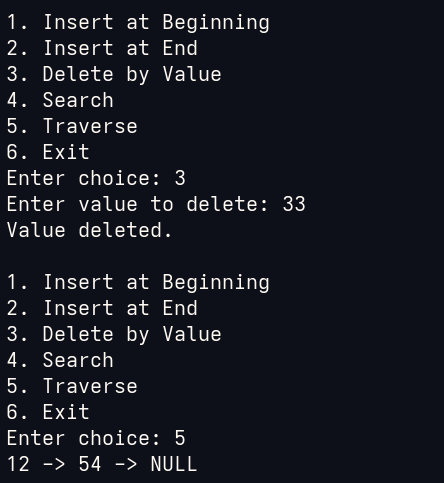 1. Insert at Beginning
2. Insert at End
3. Delete by Value
4. Search
5. Traverse
6. Exit
Enter choice: 3
Enter value to delete: 33
Value deleted.

1. Insert at Beginning
2. Insert at End
3. Delete by Value
4. Search
5. Traverse
6. Exit
Enter choice: 5
12 -> 54 -> NULL